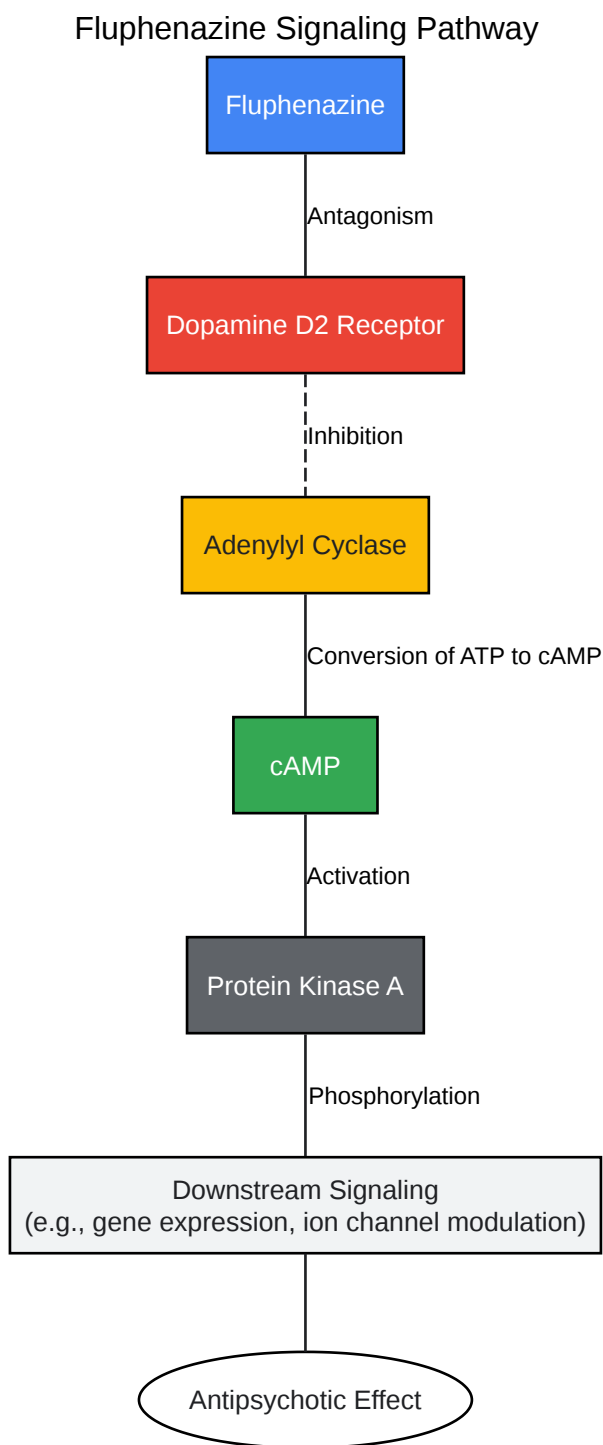 Fluphenazine Signaling Pathway
Fluphenazine
Antagonism
Dopamine D2 Receptor
Inhibition
Adenylyl Cyclase
Conversion of ATP to cAMP
cAMP
Activation
Protein Kinase A
Phosphorylation
Downstream Signaling
(e.g., gene expression, ion channel modulation)
Antipsychotic Effect